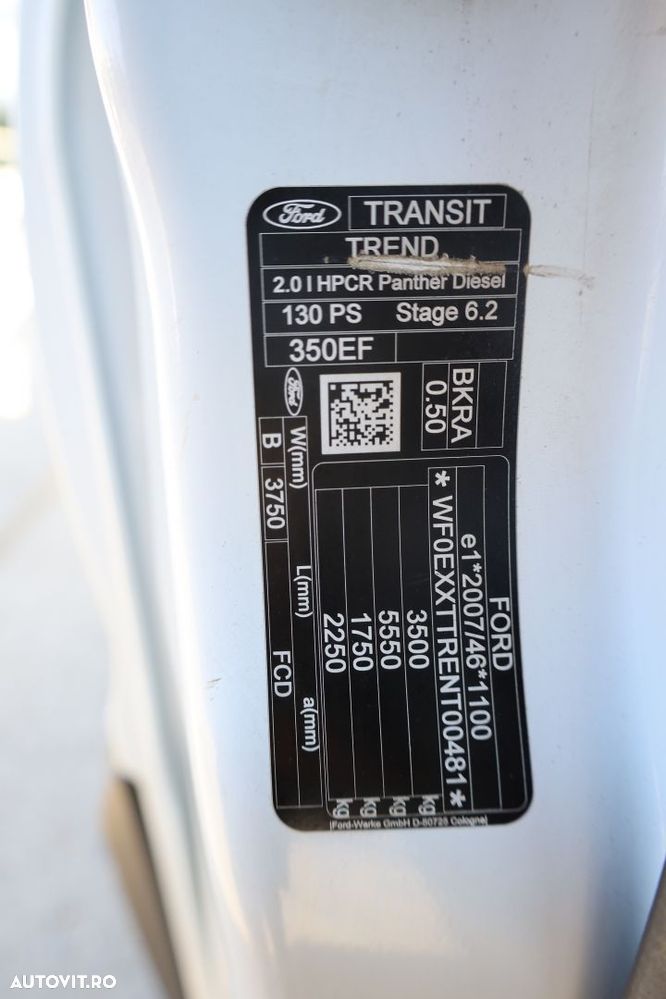 Ford TRANSIT
TREND
2.0 l HPCR Panther Diesel
130 PS Stage 6.2
350EF
Ford
BKRA
0.50
W(mm) L(mm) a(mm)
B 3750 FCD
FORD
e1*2007/46*1100
* WF0EXXTTRENT00481 *
3500 kg
5550 kg
1750 kg
2250 kg
(Ford-Werke GmbH D-50725 Cologne)
AUTOVIT.RO